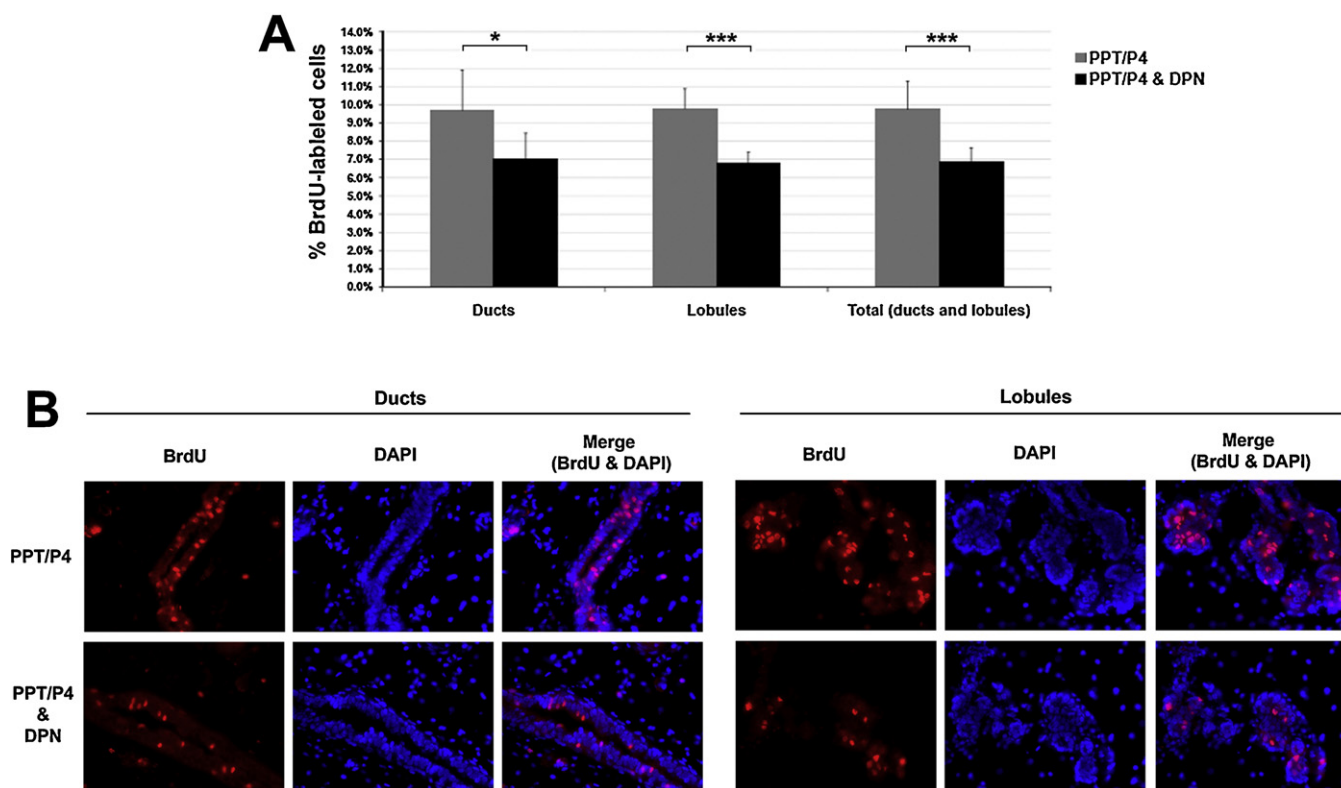 A
% BrdU-lableled cells
14.0%
13.0%
12.0%
11.0%
10.0%
9.0%
8.0%
7.0%
6.0%
5.0%
4.0%
3.0%
2.0%
1.0%
0.0%
*
***
***
PPT/P4
PPT/P4 & DPN
Ducts
Lobules
Total (ducts and lobules)
B
Ducts
Lobules
BrdU
DAPI
Merge
(BrdU & DAPI)
BrdU
DAPI
Merge
(BrdU & DAPI)
PPT/P4
PPT/P4
&
DPN